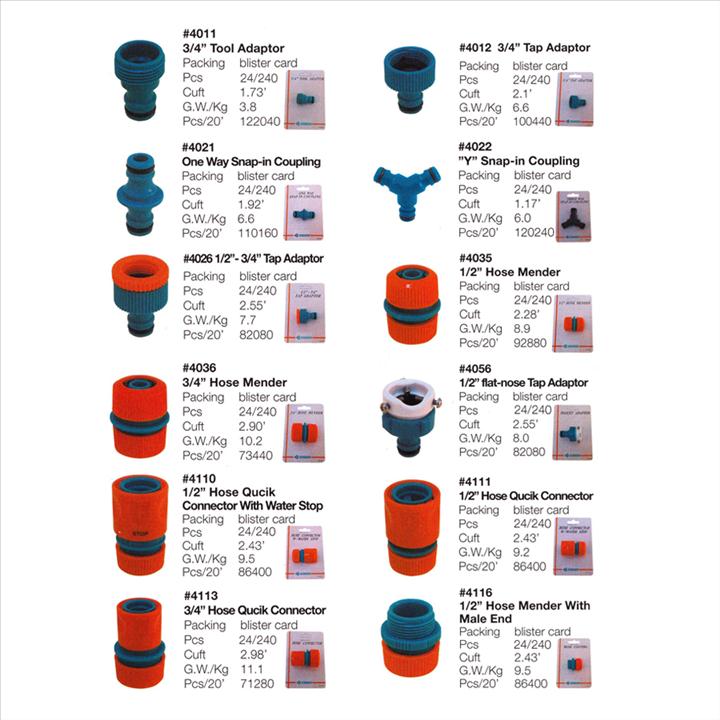 #4011
3/4” Tool Adaptor
Packing blister card
Pcs 24/240
Cuft 1.73’
G.W./Kg 3.8
Pcs/20’ 122040
#4012 3/4” Tap Adaptor
Packing blister card
Pcs 24/240
Cuft 2.1’
G.W./Kg 6.6
Pcs/20’ 100440
#4021
One Way Snap-in Coupling
Packing blister card
Pcs 24/240
Cuft 1.92’
G.W./Kg 6.6
Pcs/20’ 110160
#4022
”Y” Snap-in Coupling
Packing blister card
Pcs 24/240
Cuft 1.17’
G.W./Kg 6.0
Pcs/20’ 120240
#4026 1/2”- 3/4” Tap Adaptor
Packing blister card
Pcs 24/240
Cuft 2.55’
G.W./Kg 7.7
Pcs/20’ 82080
#4035
1/2” Hose Mender
Packing blister card
Pcs 24/240
Cuft 2.28’
G.W./Kg 8.9
Pcs/20’ 92880
#4036
3/4” Hose Mender
Packing blister card
Pcs 24/240
Cuft 2.90’
G.W./Kg 10.2
Pcs/20’ 73440
#4056
1/2” flat-nose Tap Adaptor
Packing blister card
Pcs 24/240
Cuft 2.55’
G.W./Kg 8.0
Pcs/20’ 82080
#4110
1/2” Hose Qucik
Connector With Water Stop
Packing blister card
Pcs 24/240
Cuft 2.43’
G.W./Kg 9.5
Pcs/20’ 86400
STOP
#4111
1/2” Hose Qucik Connector
Packing blister card
Pcs 24/240
Cuft 2.43’
G.W./Kg 9.2
Pcs/20’ 86400
#4113
3/4” Hose Qucik Connector
Packing blister card
Pcs 24/240
Cuft 2.98’
G.W./Kg 11.1
Pcs/20’ 71280
#4116
1/2” Hose Mender With
Male End
Packing blister card
Pcs 24/240
Cuft 2.43’
G.W./Kg 9.5
Pcs/20’ 86400